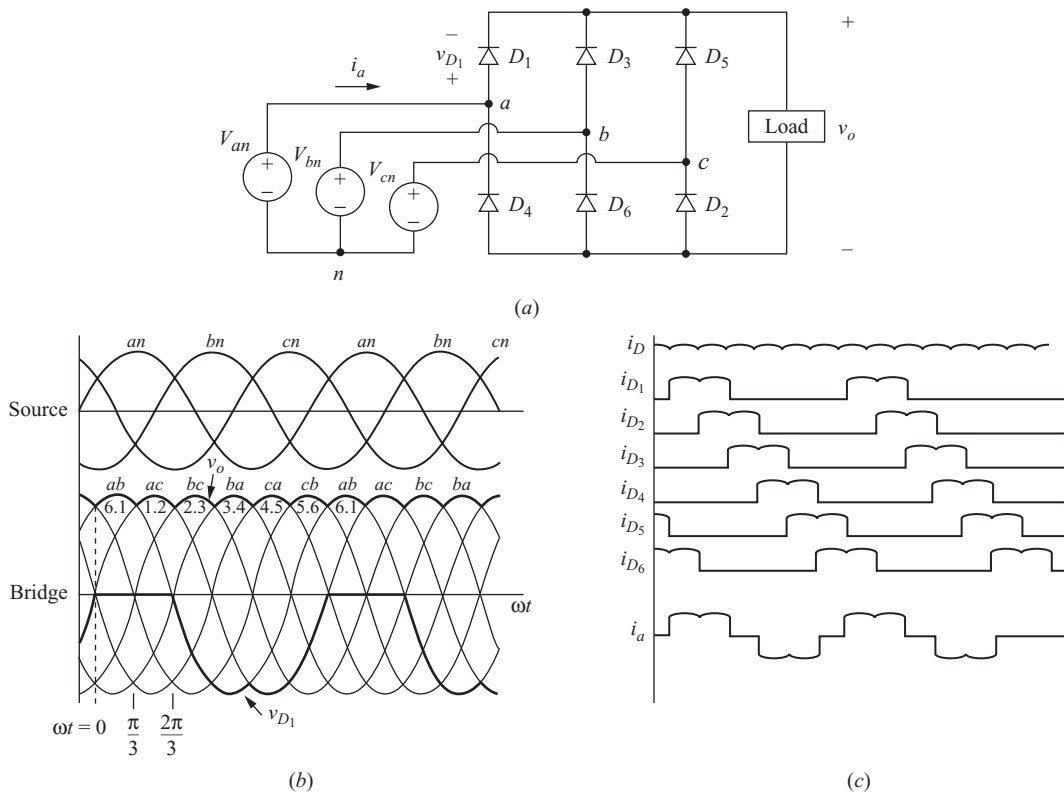 − +
v_D1 D1 D3 D5
+
i_a
a
b Load v_o
V_an V_bn V_cn c
+ + +
− − −
D4 D6 D2
−
n
(a)
an bn cn an bn cn
Source
v_o
ab ac bc ba ca cb ab ac bc ba
6.1 1.2 2.3 3.4 4.5 5.6 6.1
Bridge
ωt
v_D1
ωt = 0 π/3 2π/3
(b)
i_D
i_D1
i_D2
i_D3
i_D4
i_D5
i_D6
i_a
(c)